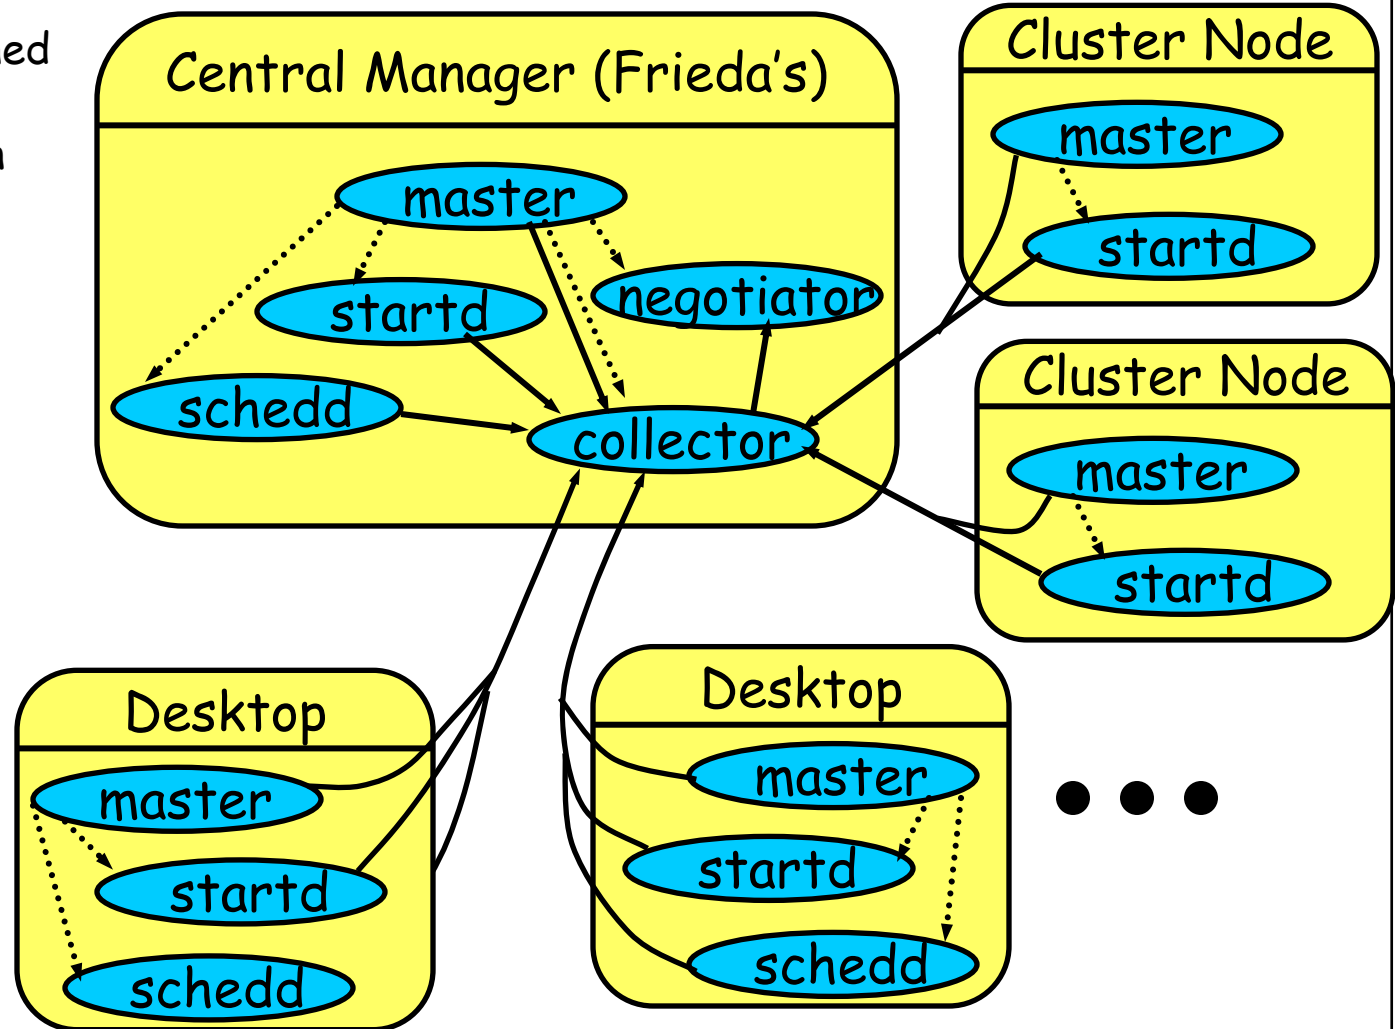 Central Manager (Frieda's)
master
startd
negotiator
schedd
collector
Cluster Node
master
startd
Cluster Node
master
startd
Desktop
master
startd
schedd
Desktop
master
startd
schedd